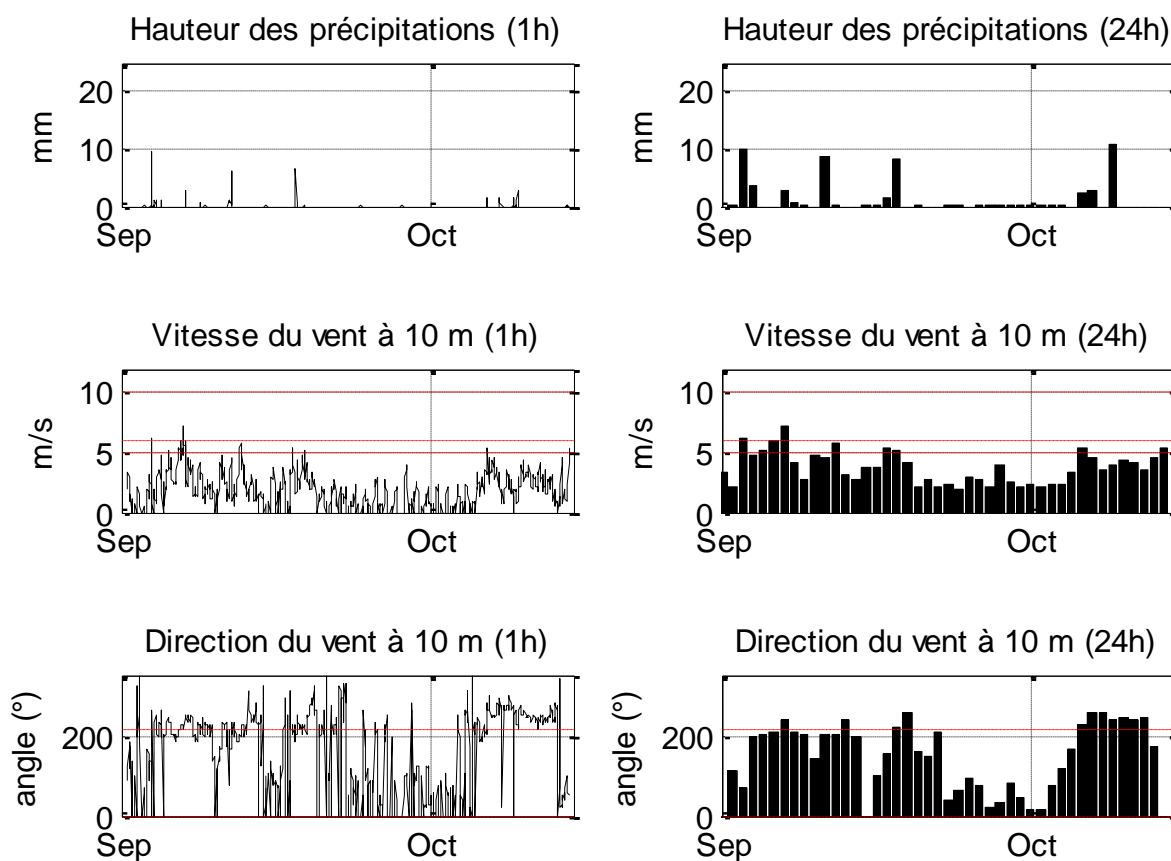 Hauteur des précipitations (1h)
mm
20
10
0
Sep
Oct
Hauteur des précipitations (24h)
mm
20
10
0
Sep
Oct
Vitesse du vent à 10 m (1h)
m/s
10
5
0
Sep
Oct
Vitesse du vent à 10 m (24h)
m/s
10
5
0
Sep
Oct
Direction du vent à 10 m (1h)
angle (°)
200
0
Sep
Oct
Direction du vent à 10 m (24h)
angle (°)
200
0
Sep
Oct